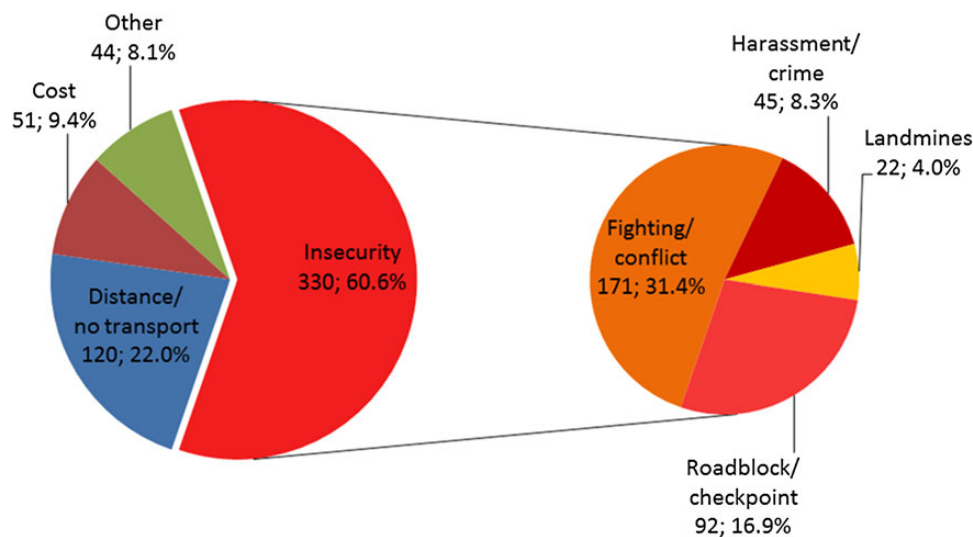 Other
44; 8.1%
Cost
51; 9.4%
Distance/
no transport
120; 22.0%
Insecurity
330; 60.6%
Harassment/
crime
45; 8.3%
Landmines
22; 4.0%
Fighting/
conflict
171; 31.4%
Roadblock/
checkpoint
92; 16.9%